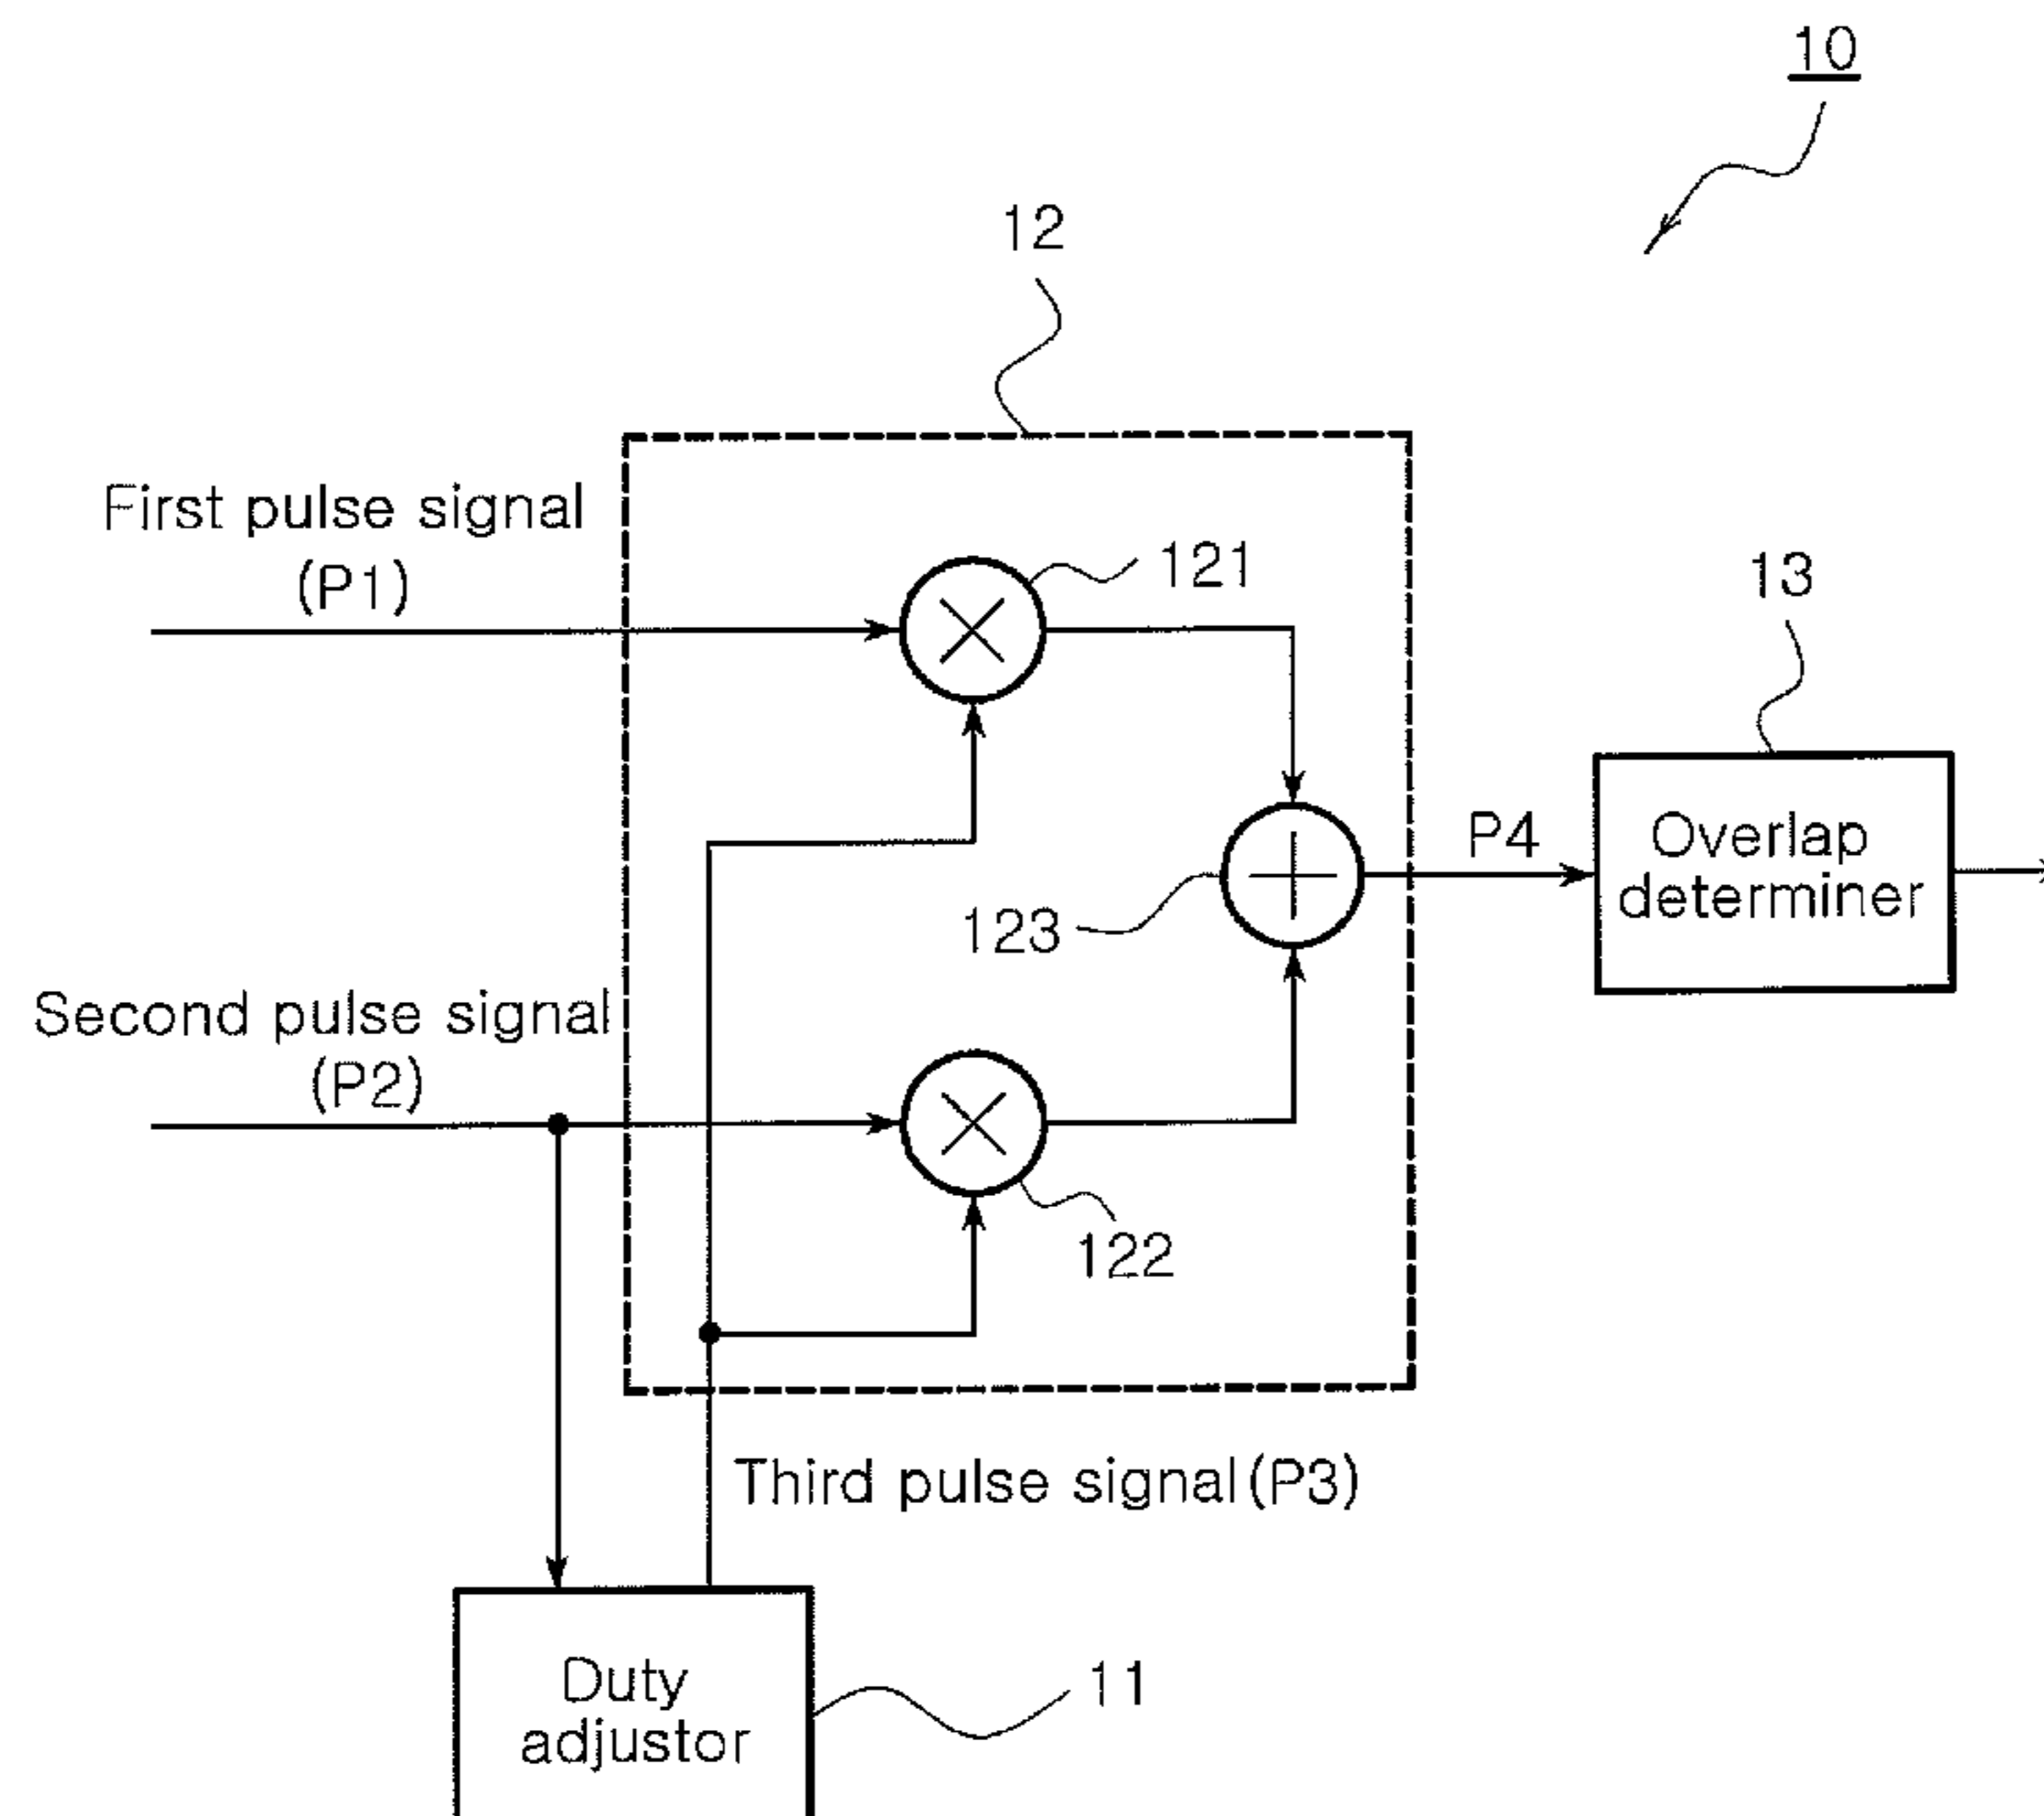 10
12
First pulse signal
(P1)
121
13
Overlap
determiner
P4
123
Second pulse signal
(P2)
122
Third pulse signal(P3)
Duty
adjustor
11